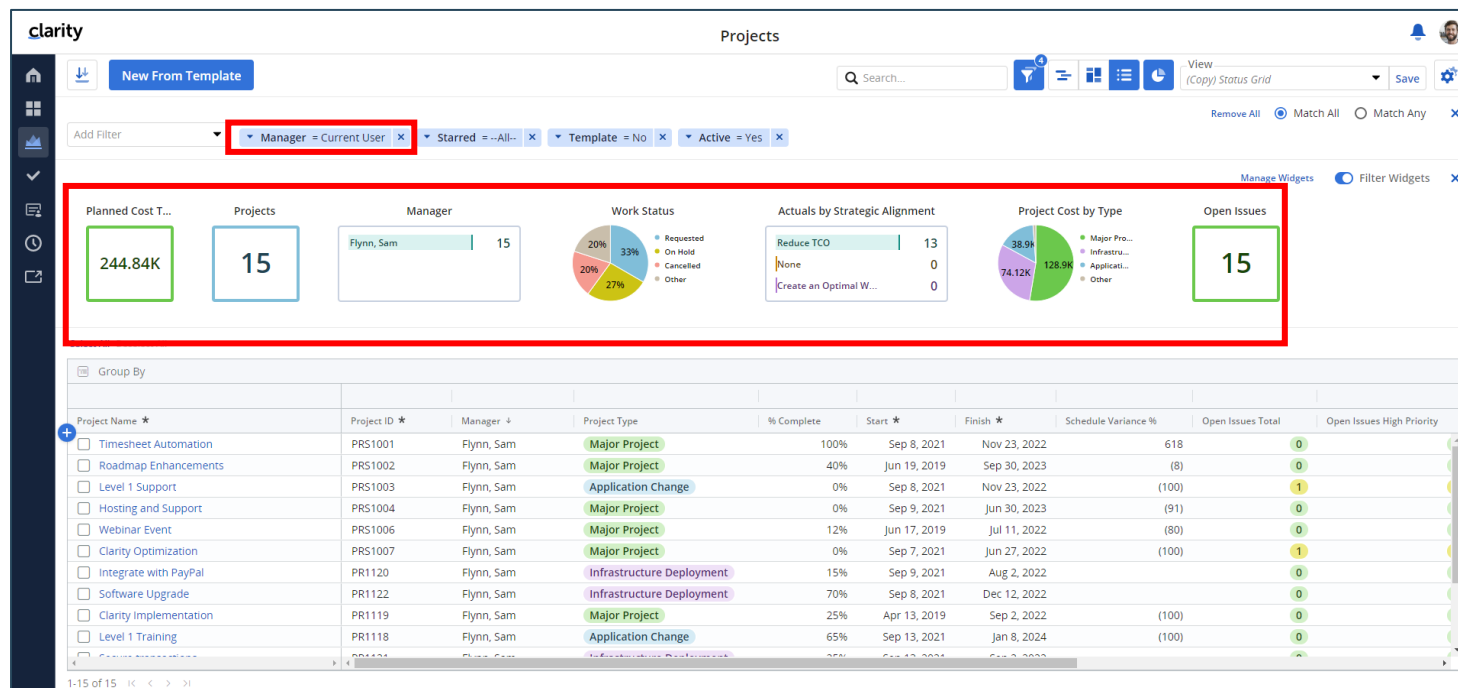 clarity
Projects
New From Template
Search...
4
View
(Copy) Status Grid
Save
Remove All
Match All
Match Any
Add Filter
Manager = Current User
Starred = --All--
Template = No
Active = Yes
Manage Widgets
Filter Widgets
Planned Cost T...
Projects
Manager
Work Status
Actuals by Strategic Alignment
Project Cost by Type
Open Issues
244.84K
15
Flynn, Sam 15
20%
33%
20%
27%
Requested
On Hold
Cancelled
Other
Reduce TCO 13
None 0
Create an Optimal W... 0
38.9K
74.12K
128.9K
Major Pro...
Infrastru...
Applicati...
Other
15
Group By
Project Name * Project ID * Manager Project Type % Complete Start * Finish * Schedule Variance % Open Issues Total Open Issues High Priority
Timesheet Automation PRS1001 Flynn, Sam Major Project 100% Sep 8, 2021 Nov 23, 2022 618 0
Roadmap Enhancements PRS1002 Flynn, Sam Major Project 40% Jun 19, 2019 Sep 30, 2023 (8) 0
Level 1 Support PRS1003 Flynn, Sam Application Change 0% Sep 8, 2021 Nov 23, 2022 (100) 1
Hosting and Support PRS1004 Flynn, Sam Major Project 0% Sep 9, 2021 Jun 30, 2023 (91) 0
Webinar Event PRS1006 Flynn, Sam Major Project 12% Jun 17, 2019 Jul 11, 2022 (80) 0
Clarity Optimization PRS1007 Flynn, Sam Major Project 0% Sep 7, 2021 Jun 27, 2022 (100) 1
Integrate with PayPal PR1120 Flynn, Sam Infrastructure Deployment 15% Sep 9, 2021 Aug 2, 2022 0
Software Upgrade PR1122 Flynn, Sam Infrastructure Deployment 70% Sep 8, 2021 Dec 12, 2022 0
Clarity Implementation PR1119 Flynn, Sam Major Project 25% Apr 13, 2019 Sep 2, 2022 (100) 0
Level 1 Training PR1118 Flynn, Sam Application Change 65% Sep 13, 2021 Jan 8, 2024 (100) 0
1-15 of 15